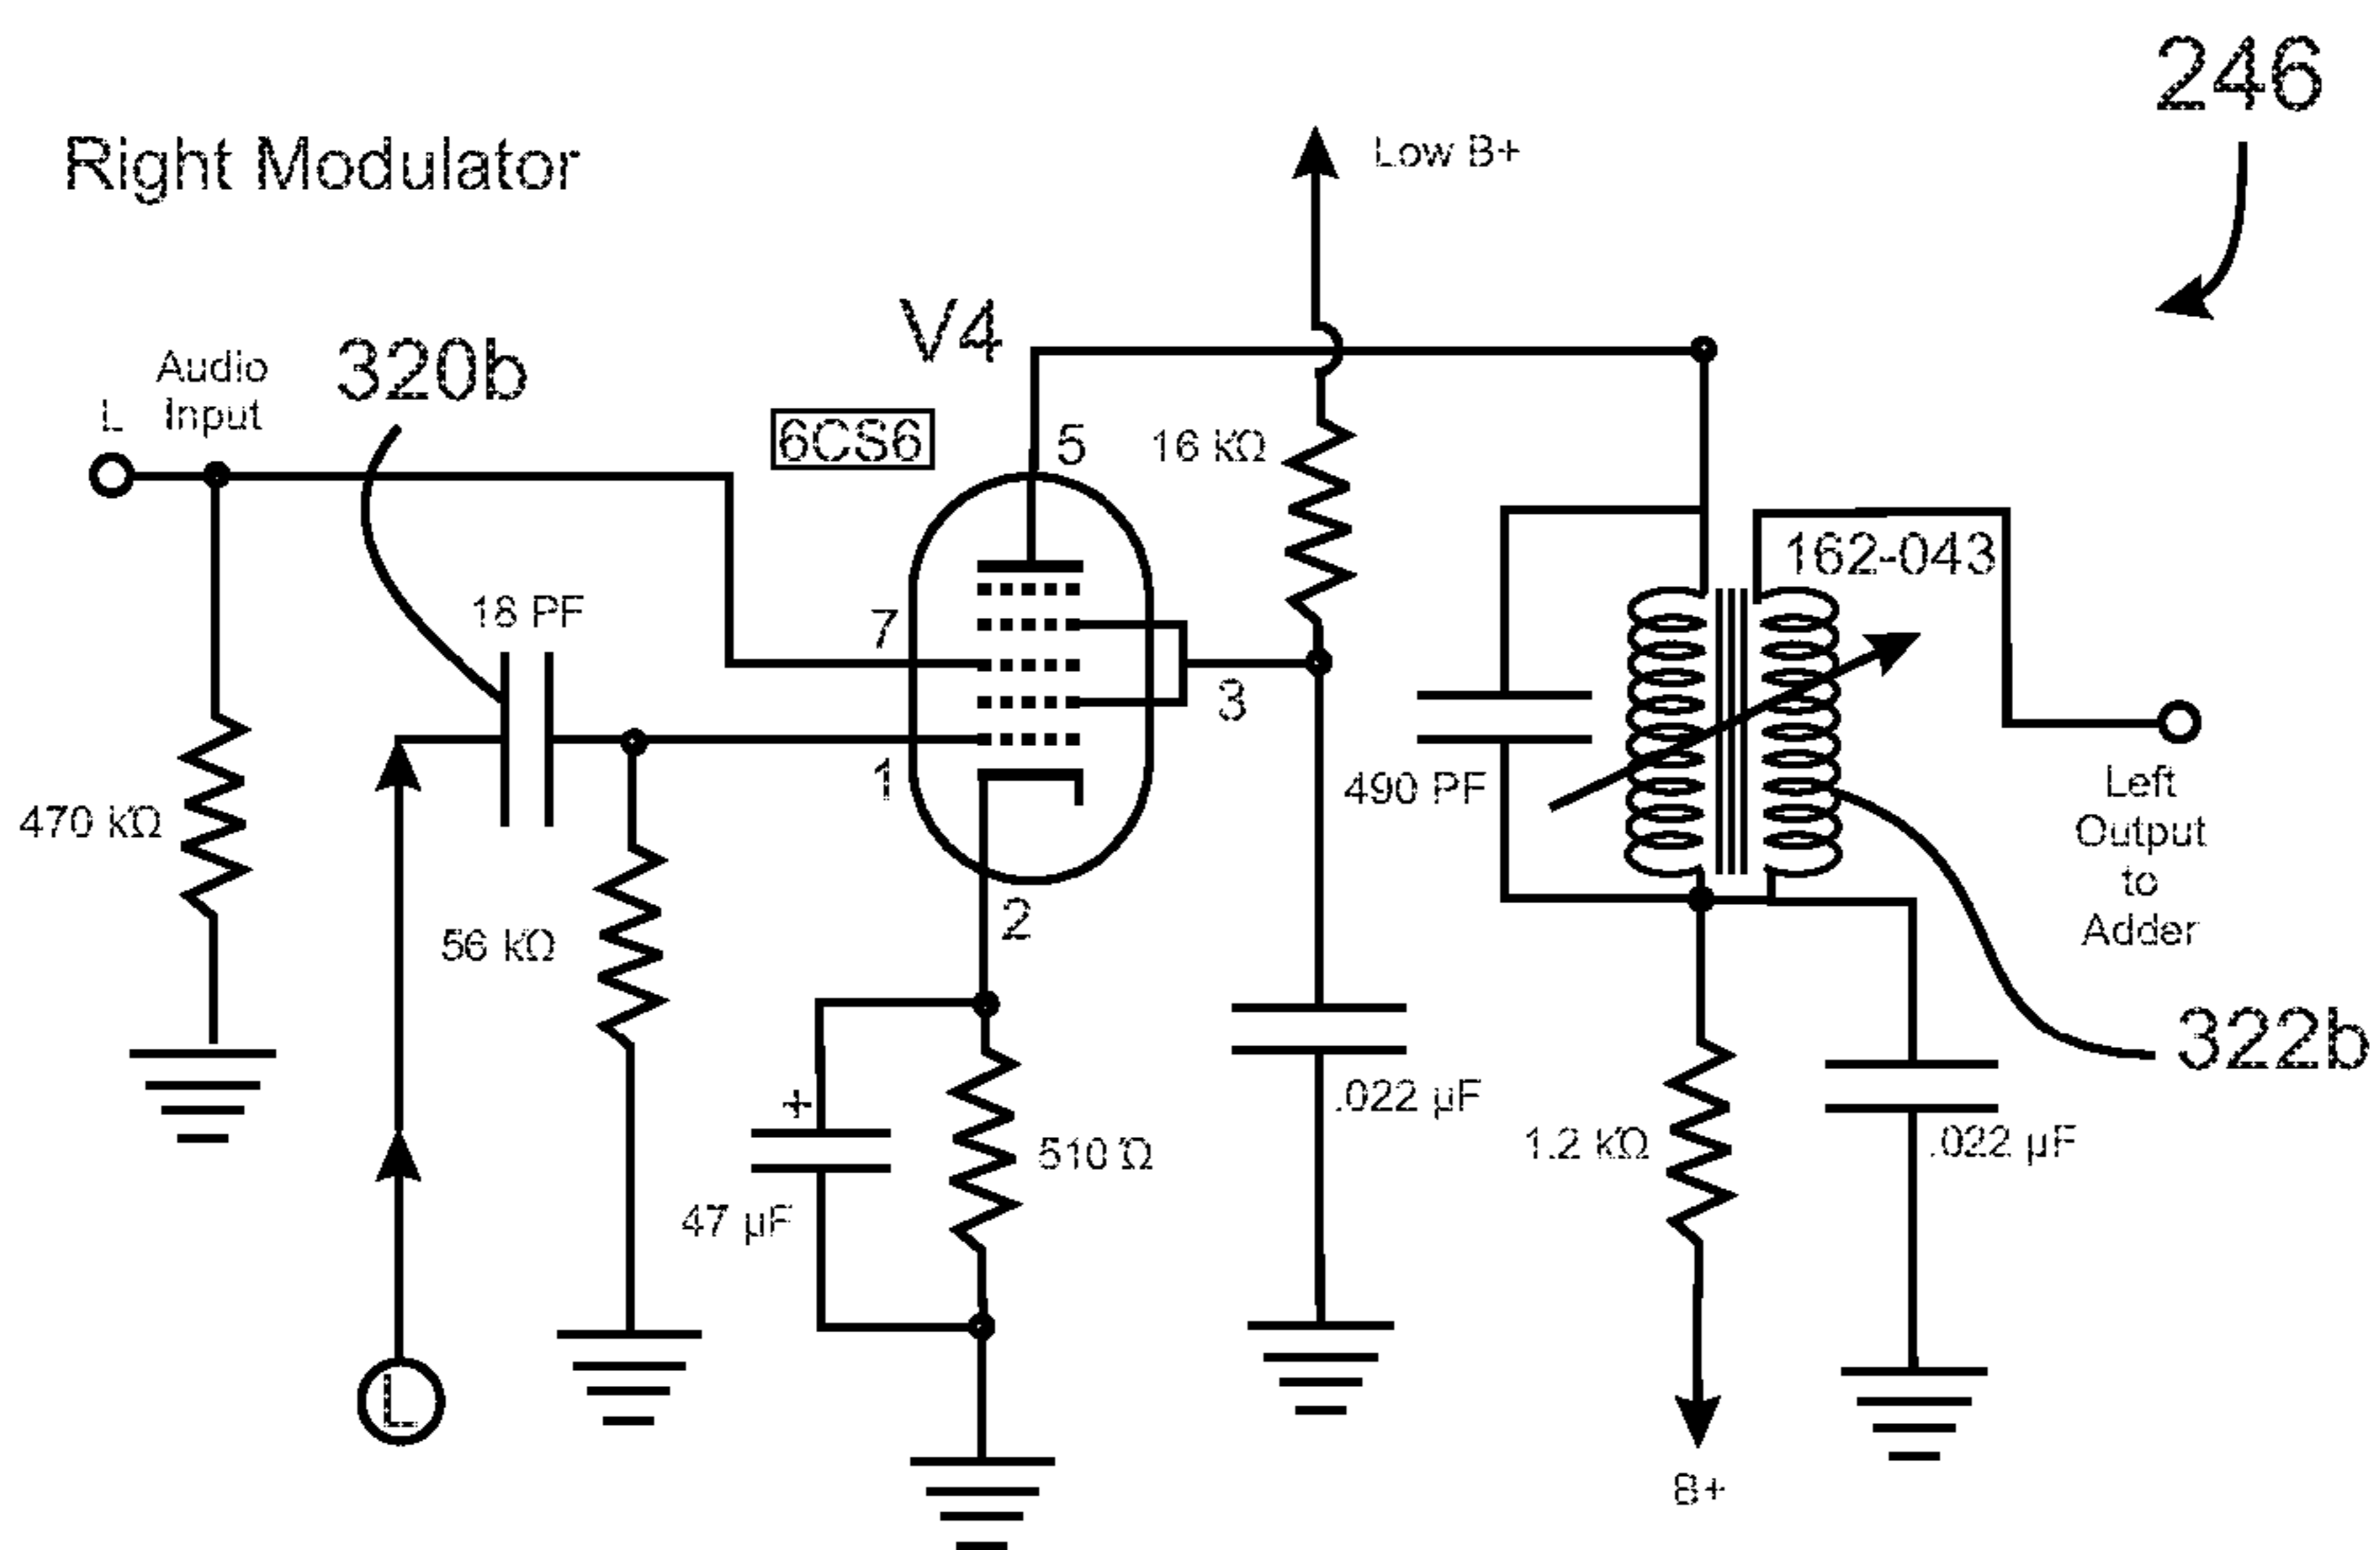 246
Right Modulator
Low B+
V4
Audio
Input
L
320b
6CS6
5
16 kΩ
162-043
18 PF
7
3
1
490 PF
Left
Output
to
Adder
470 kΩ
56 kΩ
2
322b
+
.022 µF
510 Ω
1.2 kΩ
.022 µF
47 µF
L
B+